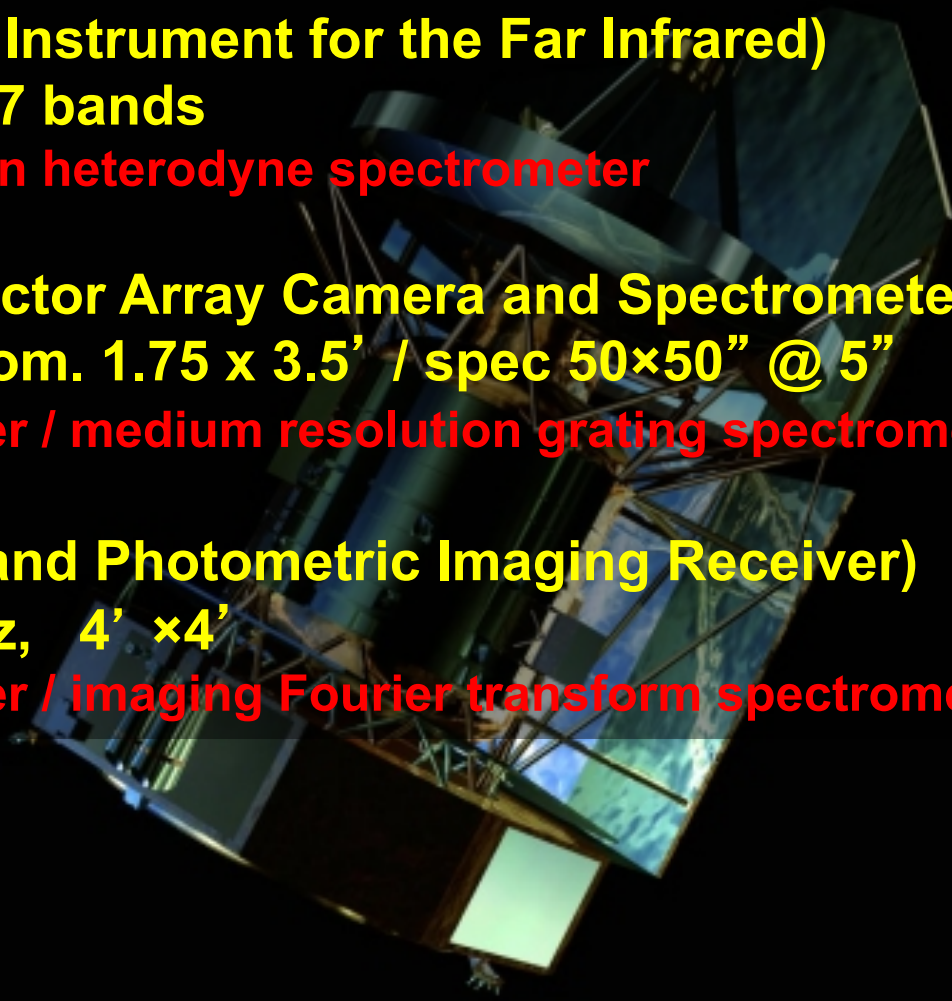 Instrument for the Far Infrared)
7 bands
n heterodyne spectrometer
ctor Array Camera and Spectromete
om. 1.75 x 3.5’ / spec 50×50” @ 5”
er / medium resolution grating spectrom
and Photometric Imaging Receiver)
z, 4’ ×4’
er / imaging Fourier transform spectrome